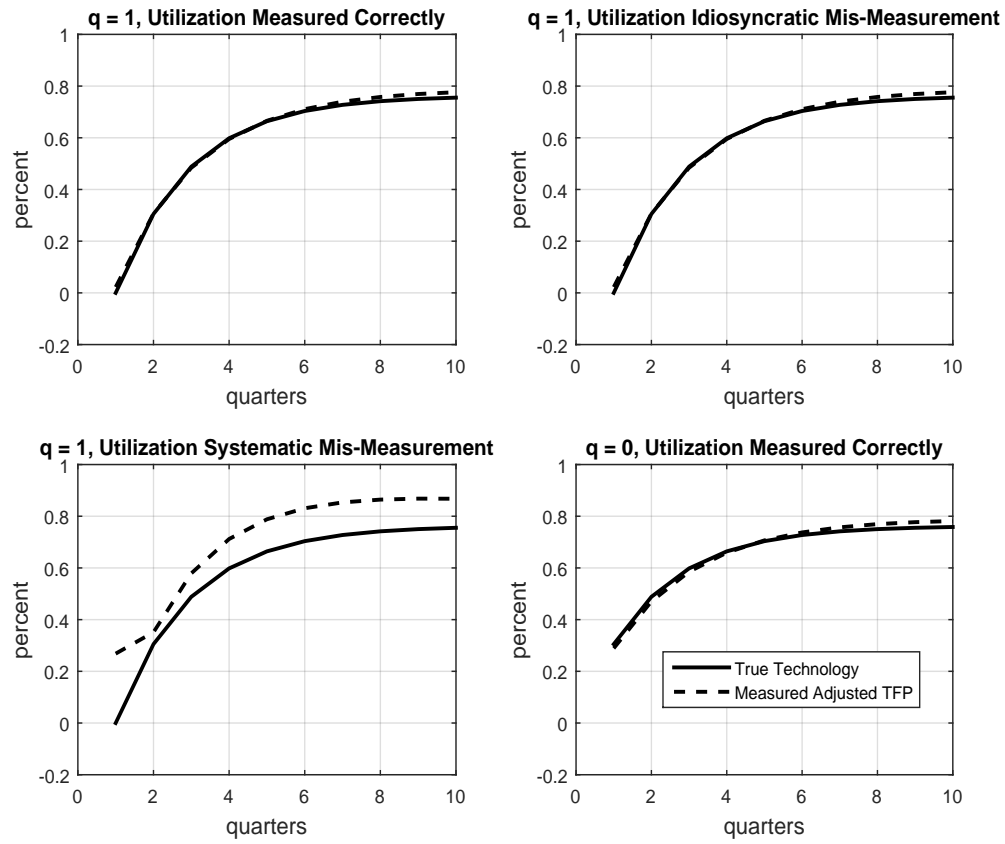 q = 1, Utilization Measured Correctly
1
0.8
0.6
0.4
0.2
0
-0.2
percent
0 2 4 6 8 10
quarters
q = 1, Utilization Idiosyncratic Mis-Measurement
1
0.8
0.6
0.4
0.2
0
-0.2
percent
0 2 4 6 8 10
quarters
q = 1, Utilization Systematic Mis-Measurement
1
0.8
0.6
0.4
0.2
0
-0.2
percent
0 2 4 6 8 10
quarters
q = 0, Utilization Measured Correctly
1
0.8
0.6
0.4
0.2
0
-0.2
percent
True Technology
Measured Adjusted TFP
0 2 4 6 8 10
quarters